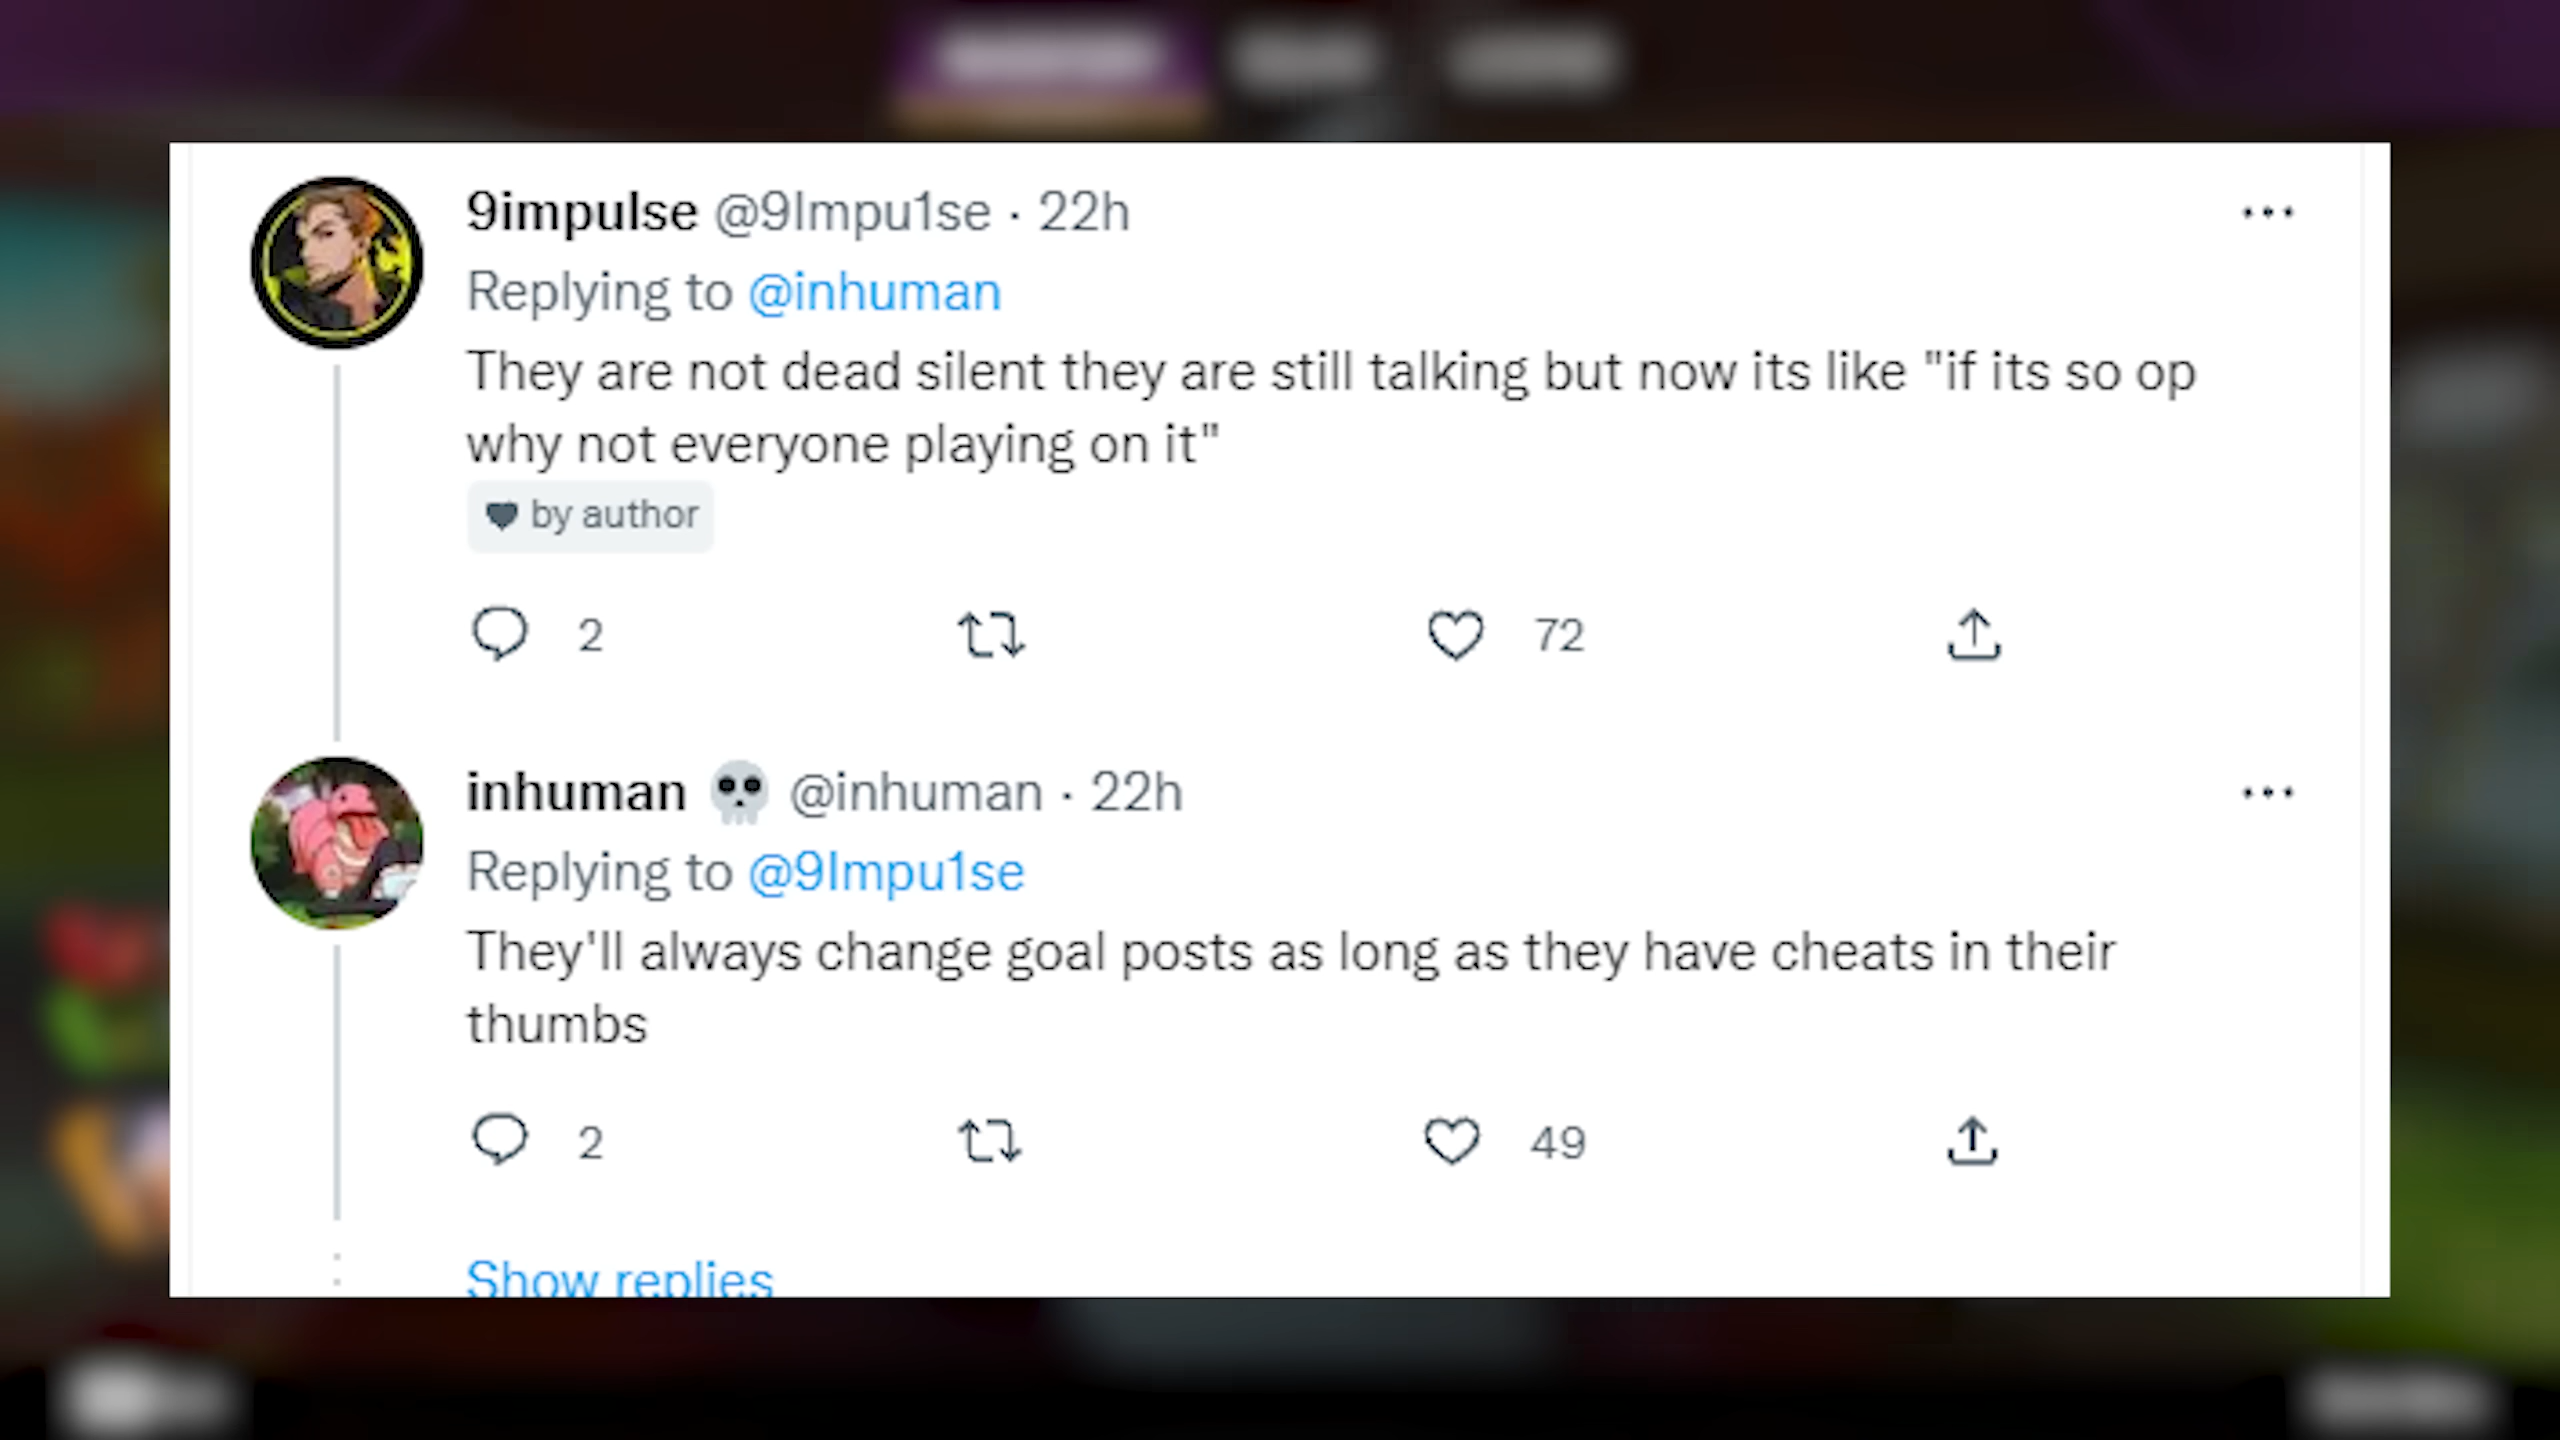 9impulse @9Impu1se · 22h
Replying to @inhuman
They are not dead silent they are still talking but now its like "if its so op
why not everyone playing on it"
by author
2 72
inhuman 💀 @inhuman · 22h
Replying to @9Impu1se
They'll always change goal posts as long as they have cheats in their
thumbs
2 49
Show replies